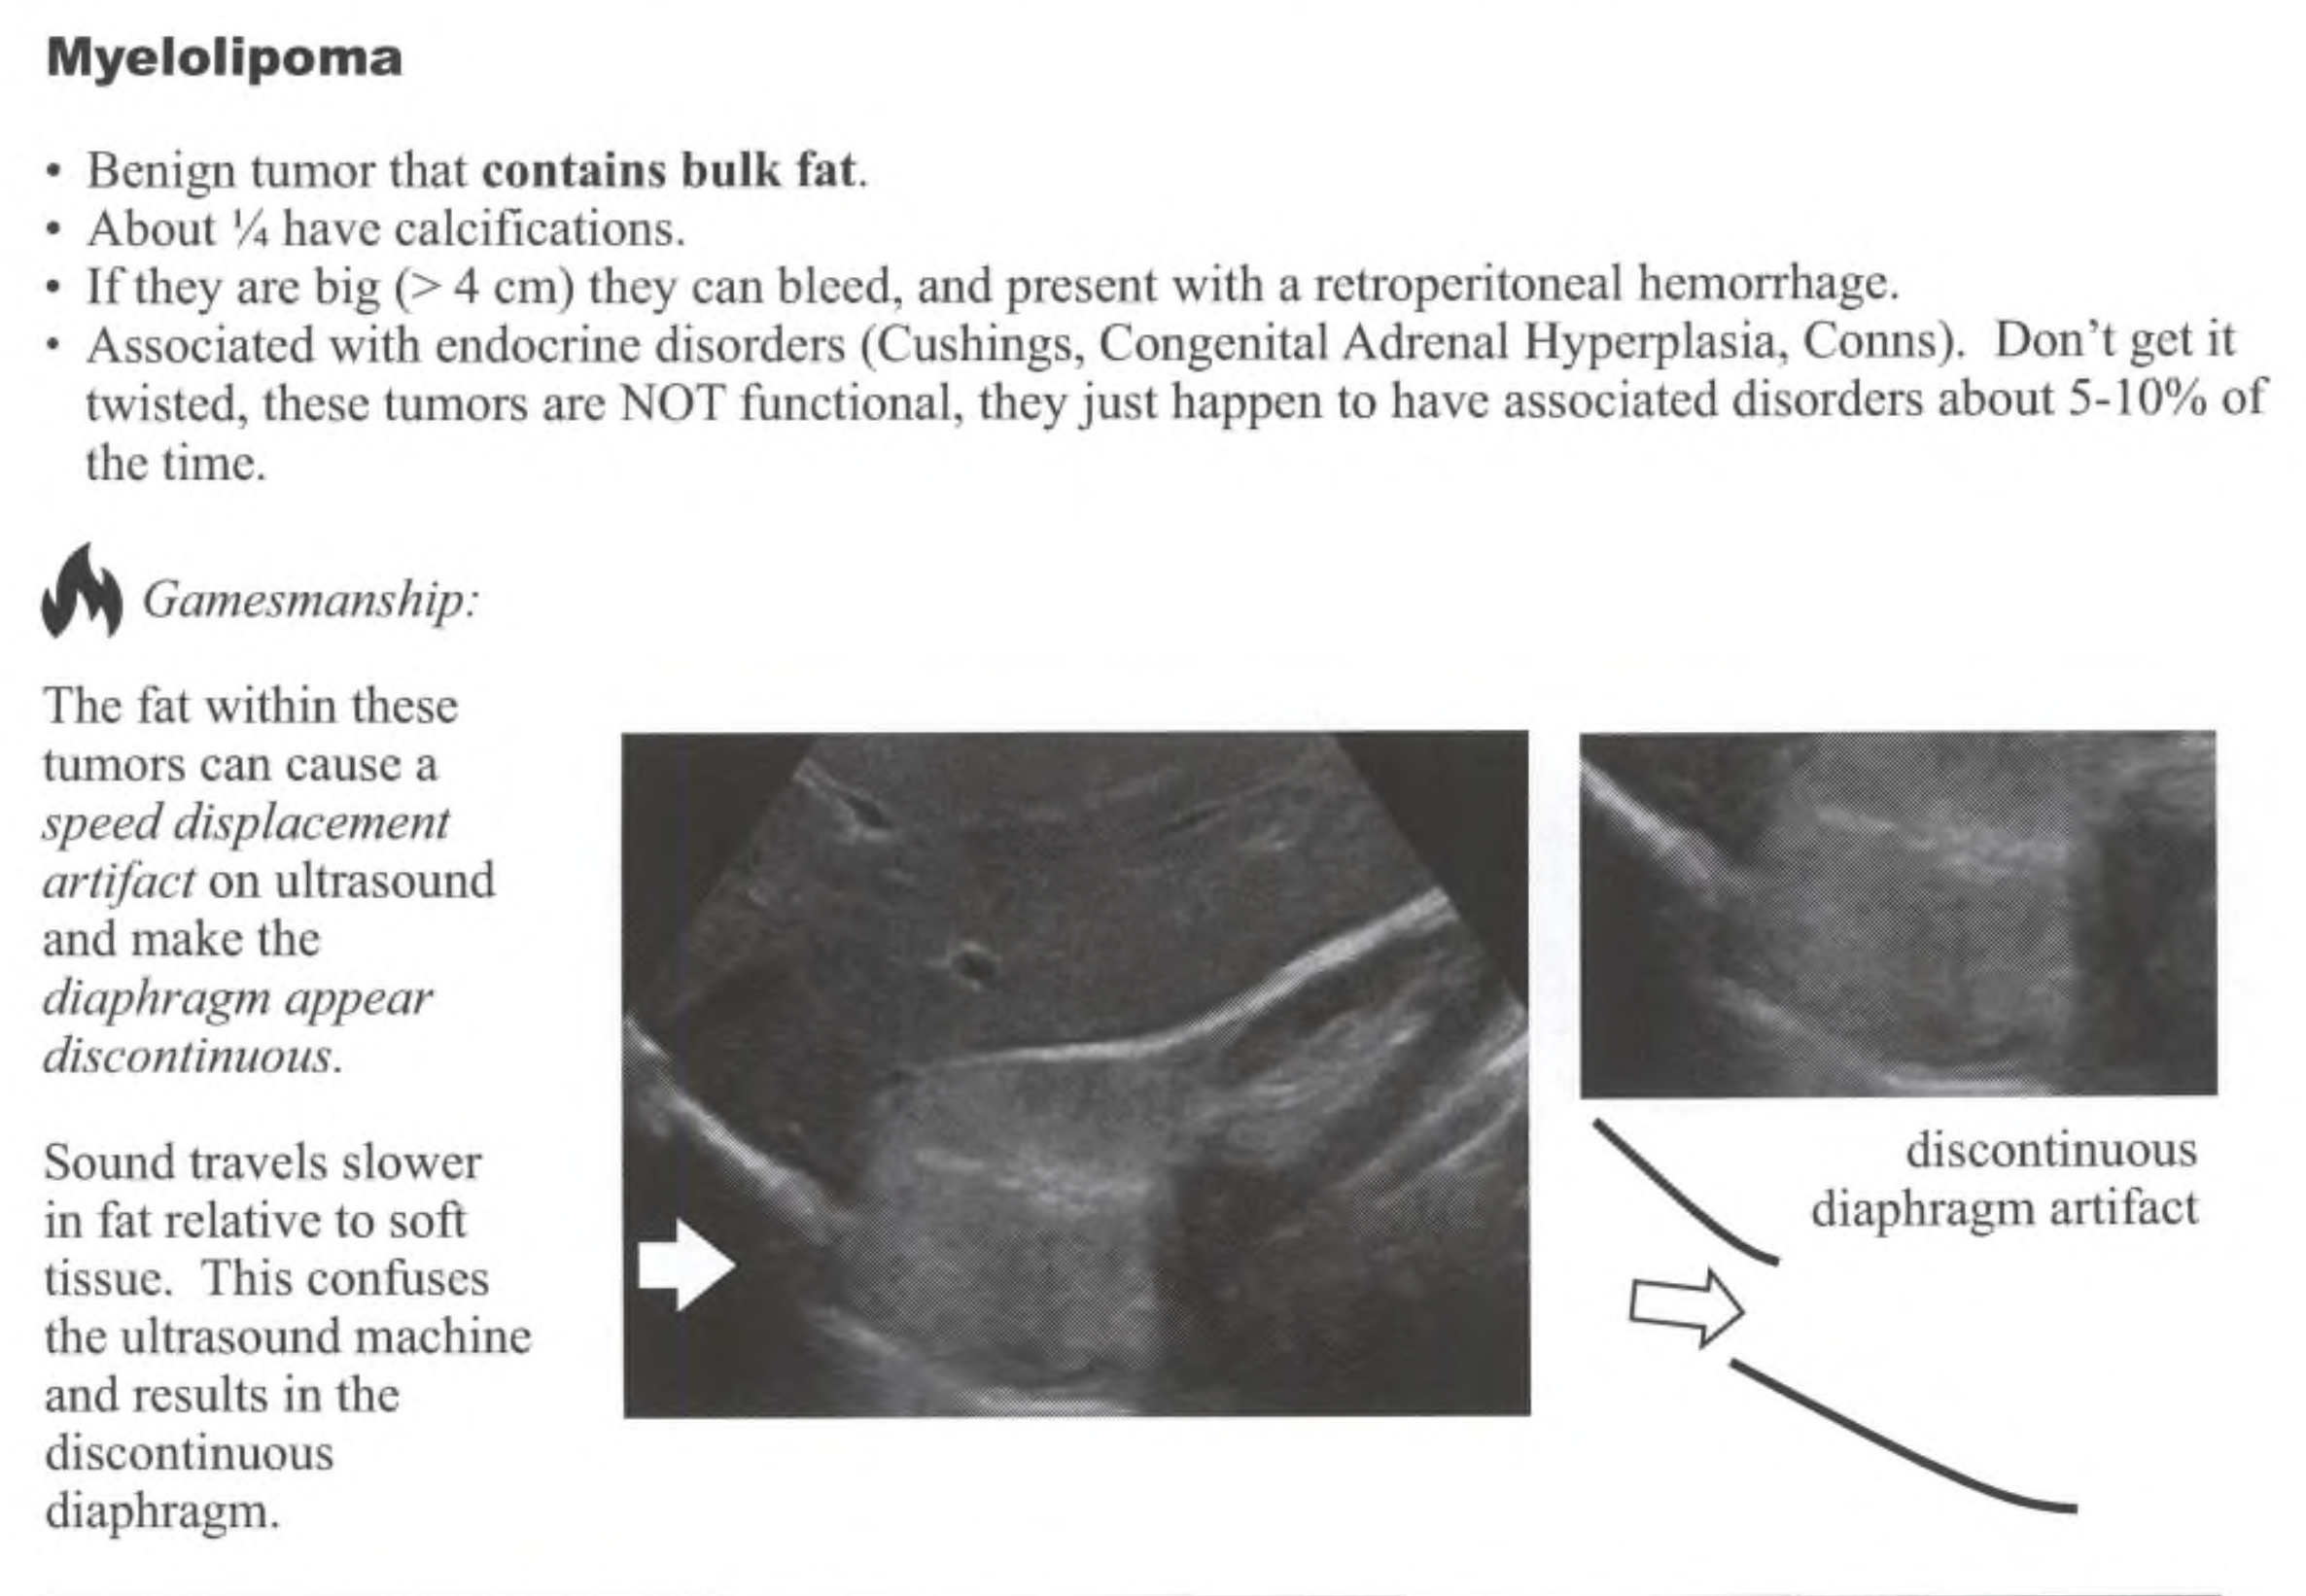 Myelolipoma
• Benign tumor that contains bulk fat.
• About ¼ have calcifications.
• If they are big (> 4 cm) they can bleed, and present with a retroperitoneal hemorrhage.
• Associated with endocrine disorders (Cushings, Congenital Adrenal Hyperplasia, Conns). Don't get it
twisted, these tumors are NOT functional, they just happen to have associated disorders about 5-10% of
the time.
Gamesmanship:
The fat within these
tumors can cause a
speed displacement
artifact on ultrasound
and make the
diaphragm appear
discontinuous.
Sound travels slower
in fat relative to soft
tissue. This confuses
the ultrasound machine
and results in the
discontinuous
diaphragm.
discontinuous
diaphragm artifact